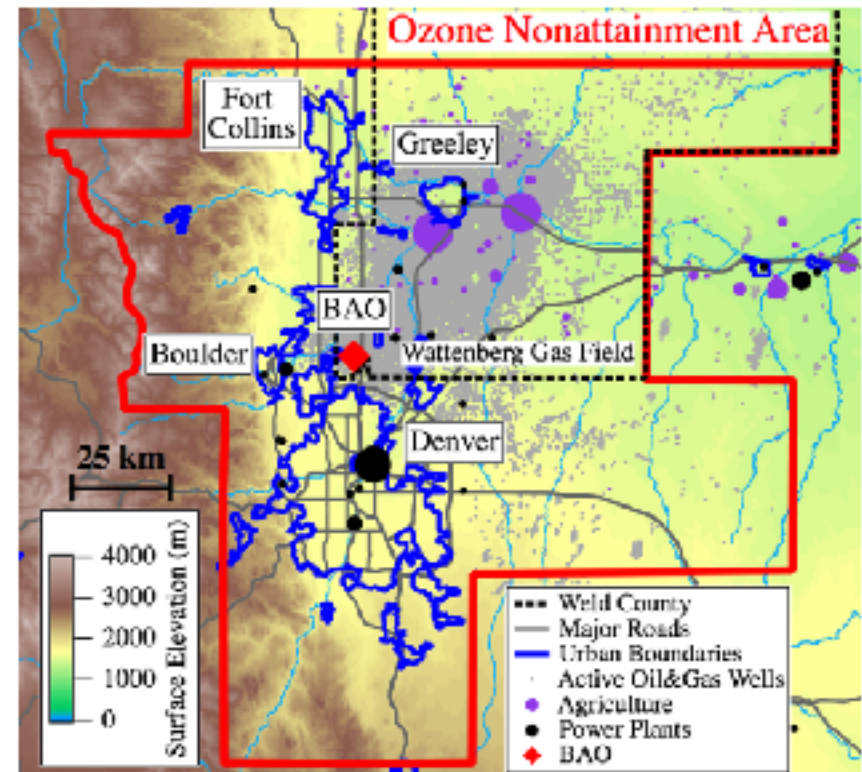 Ozone Nonattainment Area
Fort
Collins
Greeley
BAO
Boulder
Wattenberg Gas Field
Denver
25 km
4000
3000
2000
1000
0
Surface Elevation (m)
Weld County
Major Roads
Urban Boundaries
Active Oil&Gas Wells
Agriculture
Power Plants
BAO